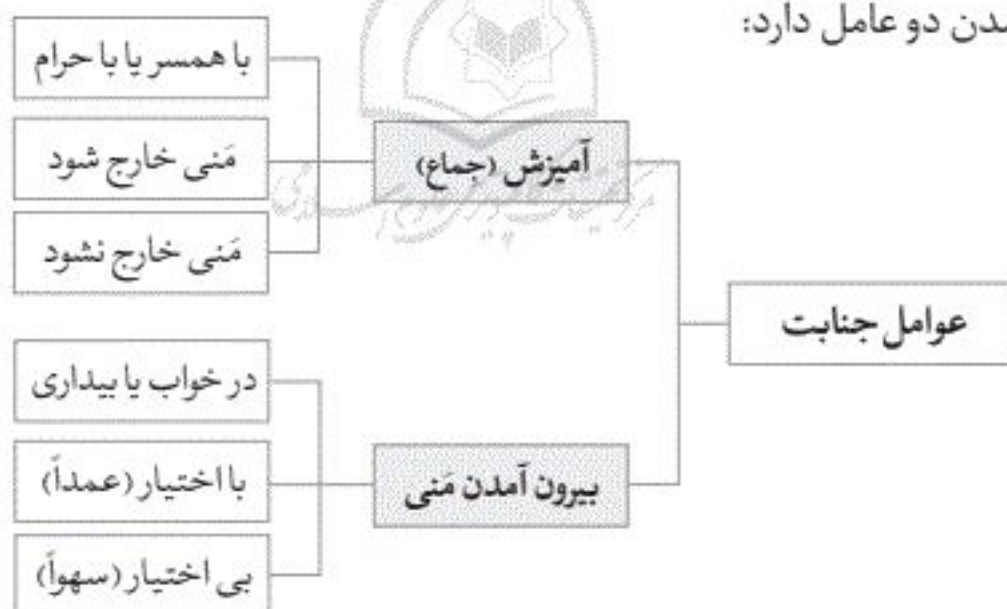 دو عامل دارد:
عوامل جنابت
آمیزش (جماع)
با همسر یا با حرام
مَنی خارج شود
مَنی خارج نشود
بیرون آمدن مَنی
در خواب یا بیداری
با اختیار (عمداً)
بی اختیار (سهواً)